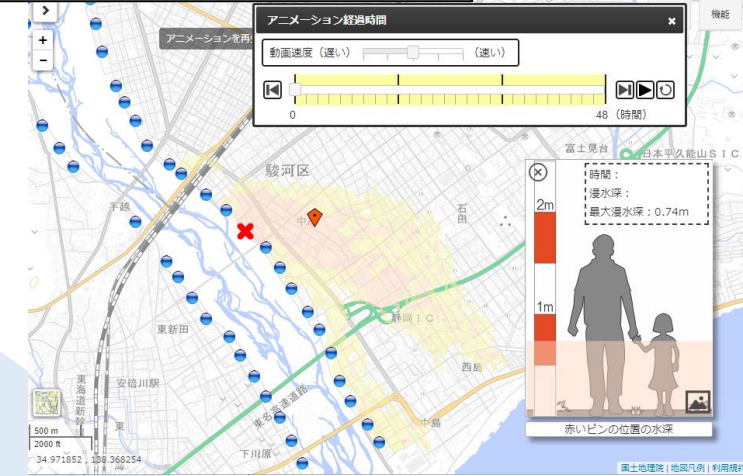 アニメーション経過時間
機能
アニメーションを再
動画速度（遅い）
（速い）
0
48
（時間）
富士見台
日本平久能山ＳＩＣ
駿河区
石田
中
手越
時間：
浸水深：
最大浸水深：0.74m
2m
1m
静岡ＩＣ
東新田
西島
安倍川駅
東海道新幹
東名高速道路
中島
下川原
500 m
2000 ft
34.971852 , 138.368254
赤いピンの位置の水深
国土地理院 | 地図凡例 | 利用規約